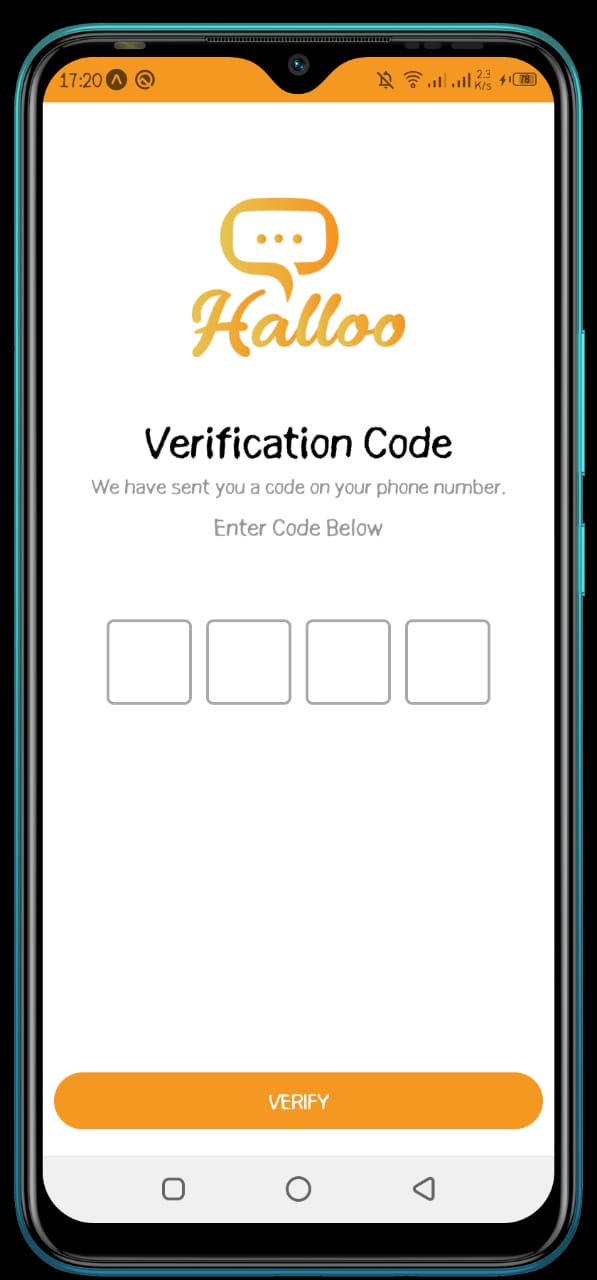 17:20 2.3 K/s 78
Halloo
Verification Code
We have sent you a code on your phone number.
Enter Code Below
VERIFY